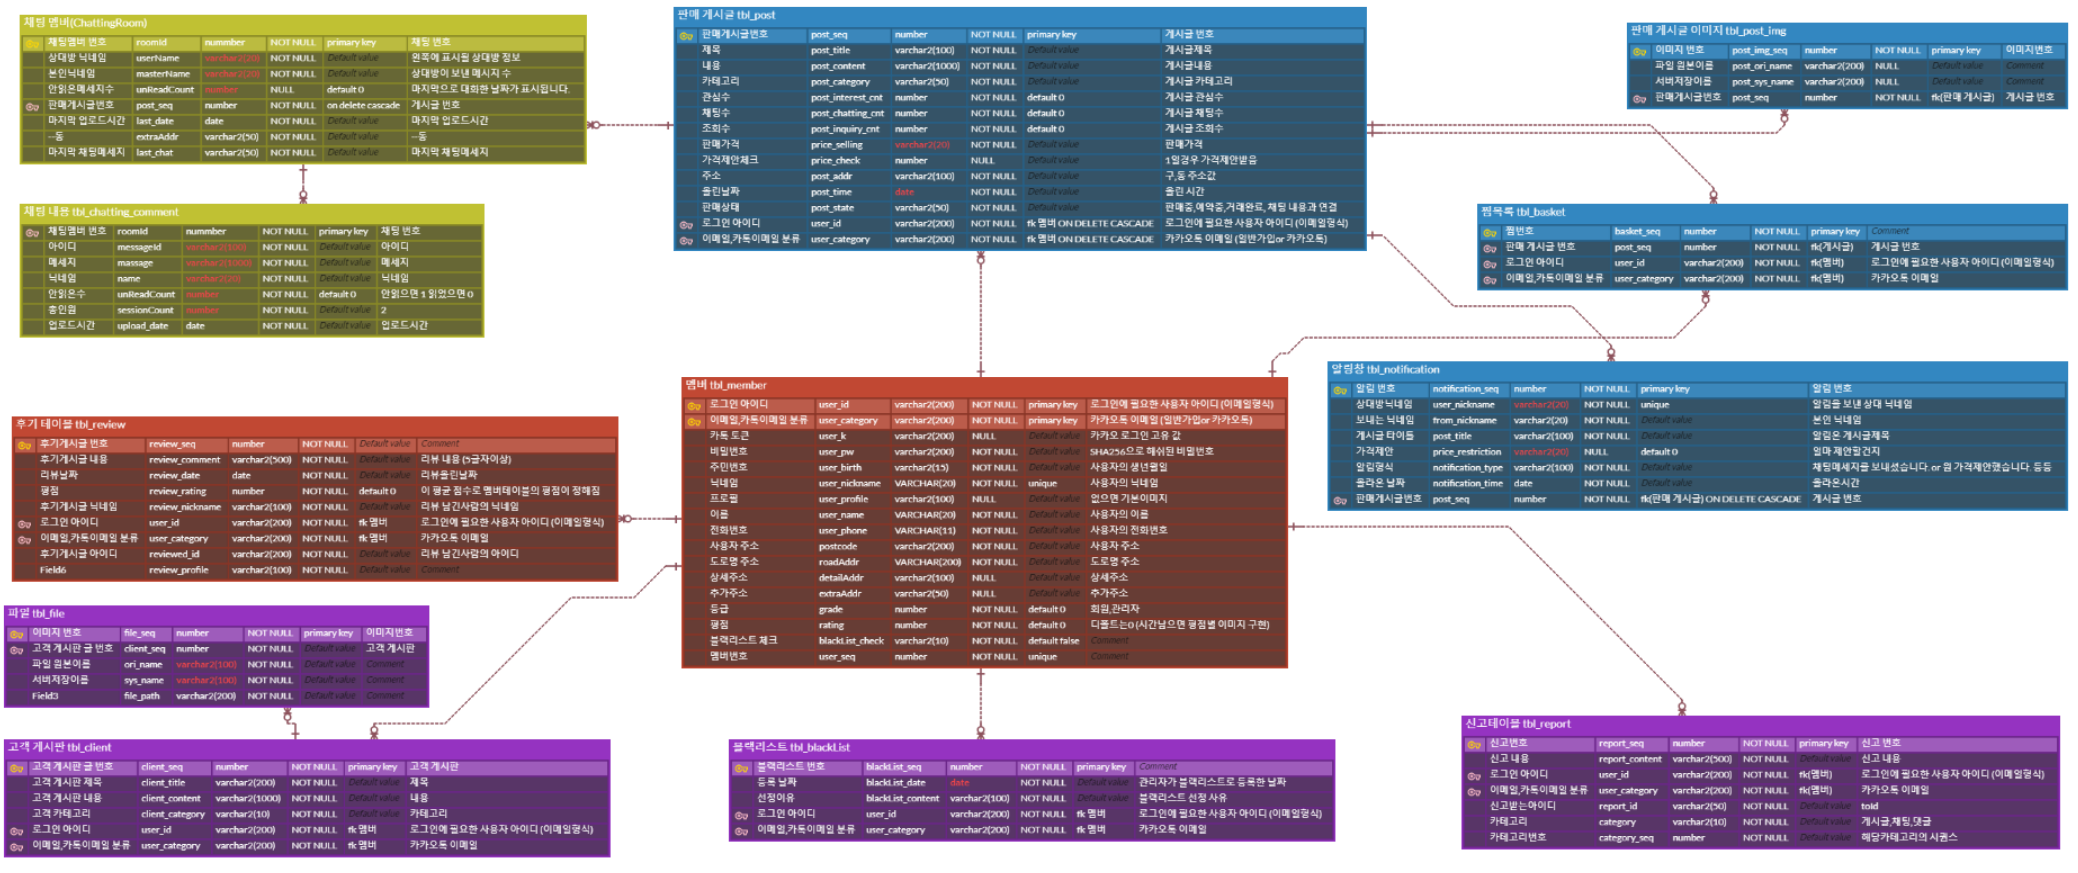 채팅 멤버(ChattingRoom)
채팅멤버 번호 roomId nummber NOT NULL primary key 채팅 번호
상대방 닉네임 userName varchar2(20) NOT NULL Default value 왼쪽에 표시될 상대방 정보
본인닉네임 masterName varchar2(20) NOT NULL Default value 상대방이 보낸 메시지 수
안읽은메세지수 unReadCount number NULL default 0 마지막으로 대화한 날짜가 표시됩니다.
판매게시글번호 post_seq number NOT NULL on delete cascade 게시글 번호
마지막 업로드시간 last_date date NOT NULL Default value 마지막 업로드시간
--동 extraAddr varchar2(50) NOT NULL Default value --동
마지막 채팅메세지 last_chat varchar2(50) NOT NULL Default value 마지막 채팅메세지
채팅 내용 tbl_chatting_comment
채팅멤버 번호 roomId nummber NOT NULL primary key 채팅 번호
아이디 messageId varchar2(100) NOT NULL Default value 아이디
메세지 massage varchar2(1000) NOT NULL Default value 메세지
닉네임 name varchar2(20) NOT NULL Default value 닉네임
안읽은수 unReadCount number NOT NULL default 0 안읽으면 1 읽었으면 0
총인원 sessionCount number NOT NULL Default value 2
업로드시간 upload_date date NOT NULL Default value 업로드시간
판매 게시글 tbl_post
판매게시글번호 post_seq number NOT NULL primary key 게시글 번호
제목 post_title varchar2(100) NOT NULL Default value 게시글제목
내용 post_content varchar2(1000) NOT NULL Default value 게시글내용
카테고리 post_category varchar2(50) NOT NULL Default value 게시글 카테고리
관심수 post_interest_cnt number NOT NULL default 0 게시글 관심수
채팅수 post_chatting_cnt number NOT NULL default 0 게시글 채팅수
조회수 post_inquiry_cnt number NOT NULL default 0 게시글 조회수
판매가격 price_selling varchar2(20) NOT NULL Default value 판매가격
가격제안체크 price_check number NULL Default value 1일경우 가격제안받음
주소 post_addr varchar2(100) NOT NULL Default value 구,동 주소값
올린날짜 post_time date NOT NULL Default value 올린 시간
판매상태 post_state varchar2(50) NOT NULL Default value 판매중,예약중,거래완료, 채팅 내용과 연결
로그인 아이디 user_id varchar2(200) NOT NULL fk 멤버 ON DELETE CASCADE 로그인에 필요한 사용자 아이디 (이메일형식)
이메일,카톡이메일 분류 user_category varchar2(200) NOT NULL fk 멤버 ON DELETE CASCADE 카카오톡 이메일 (일반가입or 카카오톡)
판매 게시글 이미지 tbl_post_img
이미지 번호 post_img_seq number NOT NULL primary key 이미지번호
파일 원본이름 post_ori_name varchar2(200) NULL Default value Comment
서버저장이름 post_sys_name varchar2(200) NULL Default value Comment
판매게시글번호 post_seq number NOT NULL fk(판매 게시글) 게시글 번호
찜목록 tbl_basket
찜번호 basket_seq number NOT NULL primary key Comment
판매 게시글 번호 post_seq number NOT NULL fk(게시글) 게시글 번호
로그인 아이디 user_id varchar2(200) NOT NULL fk(멤버) 로그인에 필요한 사용자 아이디 (이메일형식)
이메일,카톡이메일 분류 user_category varchar2(200) NOT NULL fk(멤버) 카카오톡 이메일
알림창 tbl_notification
알림 번호 notification_seq number NOT NULL primary key 알림 번호
상대방닉네임 user_nickname varchar2(20) NOT NULL unique 알림을 보낸 상대 닉네임
보내는 닉네임 from_nickname varchar2(20) NOT NULL Default value 본인 닉네임
게시글 타이틀 post_title varchar2(100) NOT NULL Default value 알림온 게시글제목
가격제안 price_restriction varchar2(20) NULL default 0 얼마 제안할건지
알림형식 notification_type varchar2(100) NOT NULL Default value 채팅메세지를 보내셨습니다. or 원 가격제안했습니다. 등등
올라온 날짜 notification_time date NOT NULL Default value 올라온시간
판매게시글번호 post_seq number NOT NULL fk(판매 게시글) ON DELETE CASCADE 게시글 번호
멤버 tbl_member
로그인 아이디 user_id varchar2(200) NOT NULL primary key 로그인에 필요한 사용자 아이디 (이메일형식)
이메일,카톡이메일 분류 user_category varchar2(200) NOT NULL primary key 카카오톡 이메일 (일반가입or 카카오톡)
카톡 토큰 user_k varchar2(200) NULL Default value 카카오 로그인 고유 값
비밀번호 user_pw varchar2(200) NOT NULL Default value SHA256으로 해쉬된 비밀번호
주민번호 user_birth varchar2(15) NOT NULL Default value 사용자의 생년월일
닉네임 user_nickname VARCHAR(20) NOT NULL unique 사용자의 닉네임
프로필 user_profile varchar2(100) NULL Default value 없으면 기본이미지
이름 user_name VARCHAR(20) NOT NULL Default value 사용자의 이름
전화번호 user_phone VARCHAR(11) NOT NULL Default value 사용자의 전화번호
사용자 주소 postcode varchar2(200) NOT NULL Default value 사용자 주소
도로명 주소 roadAddr VARCHAR(200) NOT NULL Default value 도로명 주소
상세주소 detailAddr varchar2(100) NULL Default value 상세주소
추가주소 extraAddr varchar2(50) NULL Default value 추가주소
등급 grade number NOT NULL default 0 회원,관리자
평점 rating number NOT NULL default 0 디폴트는0 (시간남으면 평점별 이미지 구현)
블랙리스트 체크 blackList_check varchar2(10) NOT NULL default false Comment
멤버번호 user_seq number NOT NULL unique Comment
후기 테이블 tbl_review
후기게시글 번호 review_seq number NOT NULL Default value Comment
후기게시글 내용 review_comment varchar2(500) NOT NULL Default value 리뷰 내용 (5글자이상)
리뷰날짜 review_date date NOT NULL Default value 리뷰올린날짜
평점 review_rating number NOT NULL default 0 이 평균 점수로 멤버테이블의 평점이 정해짐
후기게시글 닉네임 review_nickname varchar2(100) NOT NULL Default value 리뷰 남긴사람의 닉네임
로그인 아이디 user_id varchar2(200) NOT NULL fk 멤버 로그인에 필요한 사용자 아이디 (이메일형식)
이메일,카톡이메일 분류 user_category varchar2(200) NOT NULL fk 멤버 카카오톡 이메일
후기게시글 아이디 reviewed_id varchar2(200) NOT NULL Default value 리뷰 남긴사람의 아이디
Field6 review_profile varchar2(100) NOT NULL Default value Comment
파일 tbl_file
이미지 번호 file_seq number NOT NULL primary key 이미지번호
고객 게시판 글 번호 client_seq number NOT NULL Default value 고객 게시판
파일 원본이름 ori_name varchar2(100) NOT NULL Default value Comment
서버저장이름 sys_name varchar2(100) NOT NULL Default value Comment
Field3 file_path varchar2(200) NOT NULL Default value Comment
고객 게시판 tbl_client
고객 게시판 글 번호 client_seq number NOT NULL primary key 고객 게시판
고객 게시판 제목 client_title varchar2(200) NOT NULL Default value 제목
고객 게시판 내용 client_content varchar2(1000) NOT NULL Default value 내용
고객 카테고리 client_category varchar2(10) NOT NULL Default value 카테고리
로그인 아이디 user_id varchar2(200) NOT NULL fk 멤버 로그인에 필요한 사용자 아이디 (이메일형식)
이메일,카톡이메일 분류 user_category varchar2(200) NOT NULL fk 멤버 카카오톡 이메일
블랙리스트 tbl_blackList
블랙리스트 번호 blackList_seq number NOT NULL primary key Comment
등록 날짜 blackList_date date NOT NULL Default value 관리자가 블랙리스트로 등록한 날짜
선정이유 blackList_content varchar2(100) NOT NULL Default value 블랙리스트 선정 사유
로그인 아이디 user_id varchar2(200) NOT NULL fk 멤버 로그인에 필요한 사용자 아이디 (이메일형식)
이메일,카톡이메일 분류 user_category varchar2(200) NOT NULL fk 멤버 카카오톡 이메일
신고테이블 tbl_report
신고번호 report_seq number NOT NULL primary key 신고 번호
신고 내용 report_content varchar2(500) NOT NULL Default value 신고 내용
로그인 아이디 user_id varchar2(200) NOT NULL fk(멤버) 로그인에 필요한 사용자 아이디 (이메일형식)
이메일,카톡이메일 분류 user_category varchar2(200) NOT NULL fk(멤버) 카카오톡 이메일
신고받는아이디 report_id varchar2(50) NOT NULL Default value toId
카테고리 category varchar2(10) NOT NULL Default value 게시글,채팅,댓글
카테고리번호 category_seq number NOT NULL Default value 해당카테고리의 시퀀스